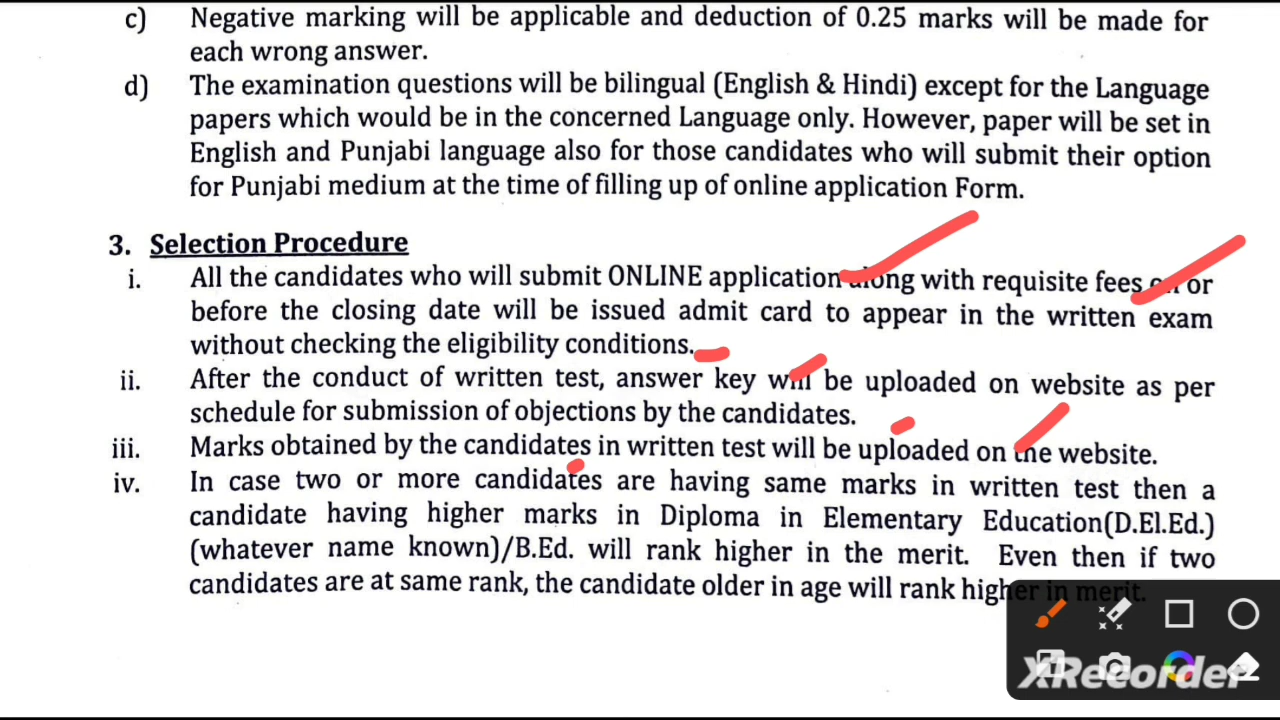 c) Negative marking will be applicable and deduction of 0.25 marks will be made for
each wrong answer.
d) The examination questions will be bilingual (English & Hindi) except for the Language
papers which would be in the concerned Language only. However, paper will be set in
English and Punjabi language also for those candidates who will submit their option
for Punjabi medium at the time of filling up of online application Form.
3. Selection Procedure
i. All the candidates who will submit ONLINE application along with requisite fees on or
before the closing date will be issued admit card to appear in the written exam
without checking the eligibility conditions.
ii. After the conduct of written test, answer key will be uploaded on website as per
schedule for submission of objections by the candidates.
iii. Marks obtained by the candidates in written test will be uploaded on the website.
iv. In case two or more candidates are having same marks in written test then a
candidate having higher marks in Diploma in Elementary Education(D.El.Ed.)
(whatever name known)/B.Ed. will rank higher in the merit. Even then if two
candidates are at same rank, the candidate older in age will rank higher in merit.
XRecorder